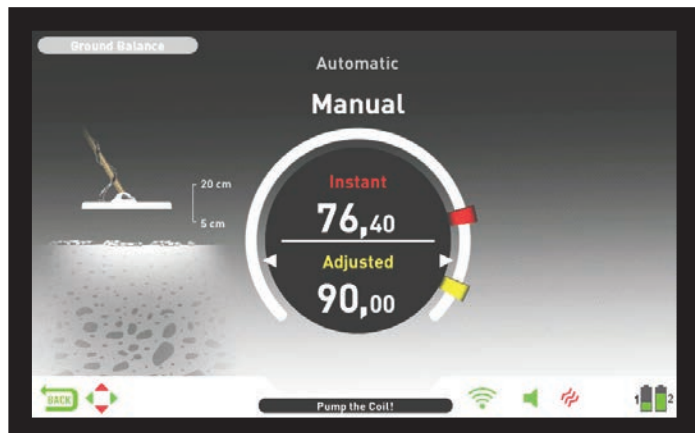 Ground Balance
Automatic
Manual
20 cm
5 cm
Instant
76,40
Adjusted
90,00
BACK
Pump the Coil!
1 2